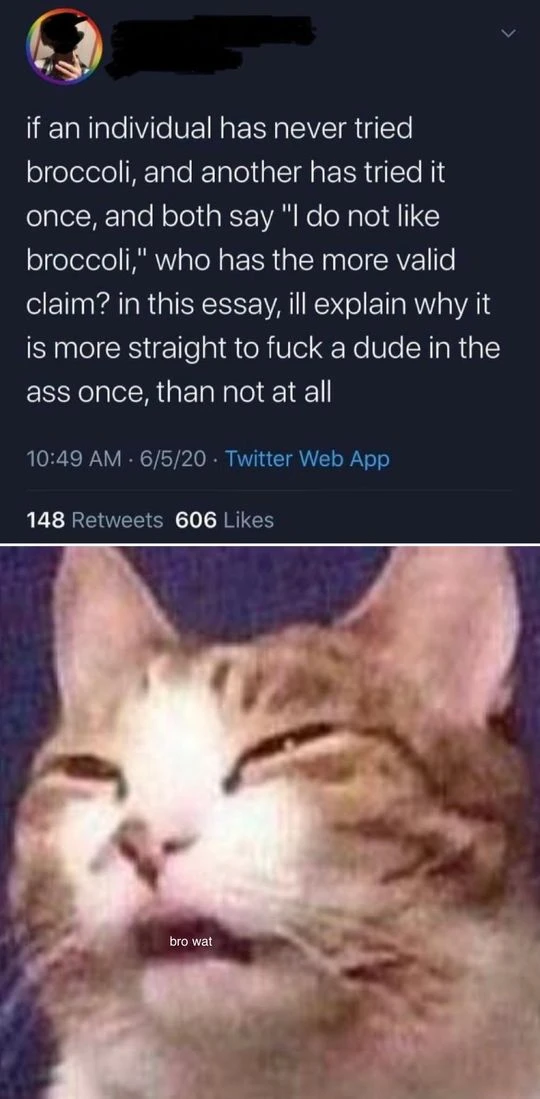 if an individual has never tried
broccoli, and another has tried it
once, and both say "I do not like
broccoli," who has the more valid
claim? in this essay, ill explain why it
is more straight to fuck a dude in the
ass once, than not at all
10:49 AM · 6/5/20 · Twitter Web App
148 Retweets 606 Likes
bro wat